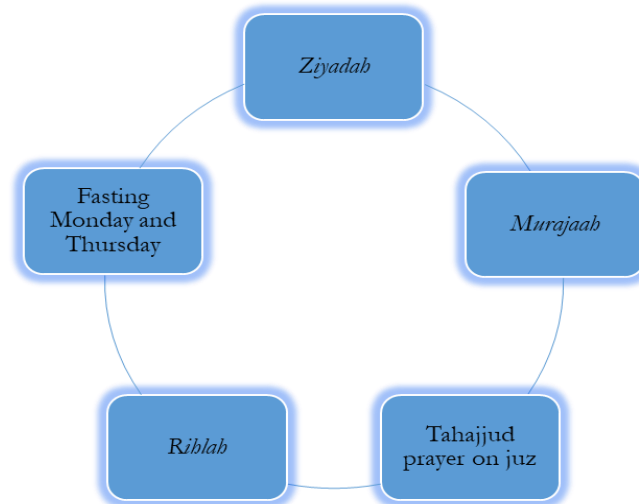 Ziyadah
Murajaah
Tahajjud
prayer on juz
Rihlah
Fasting
Monday and
Thursday